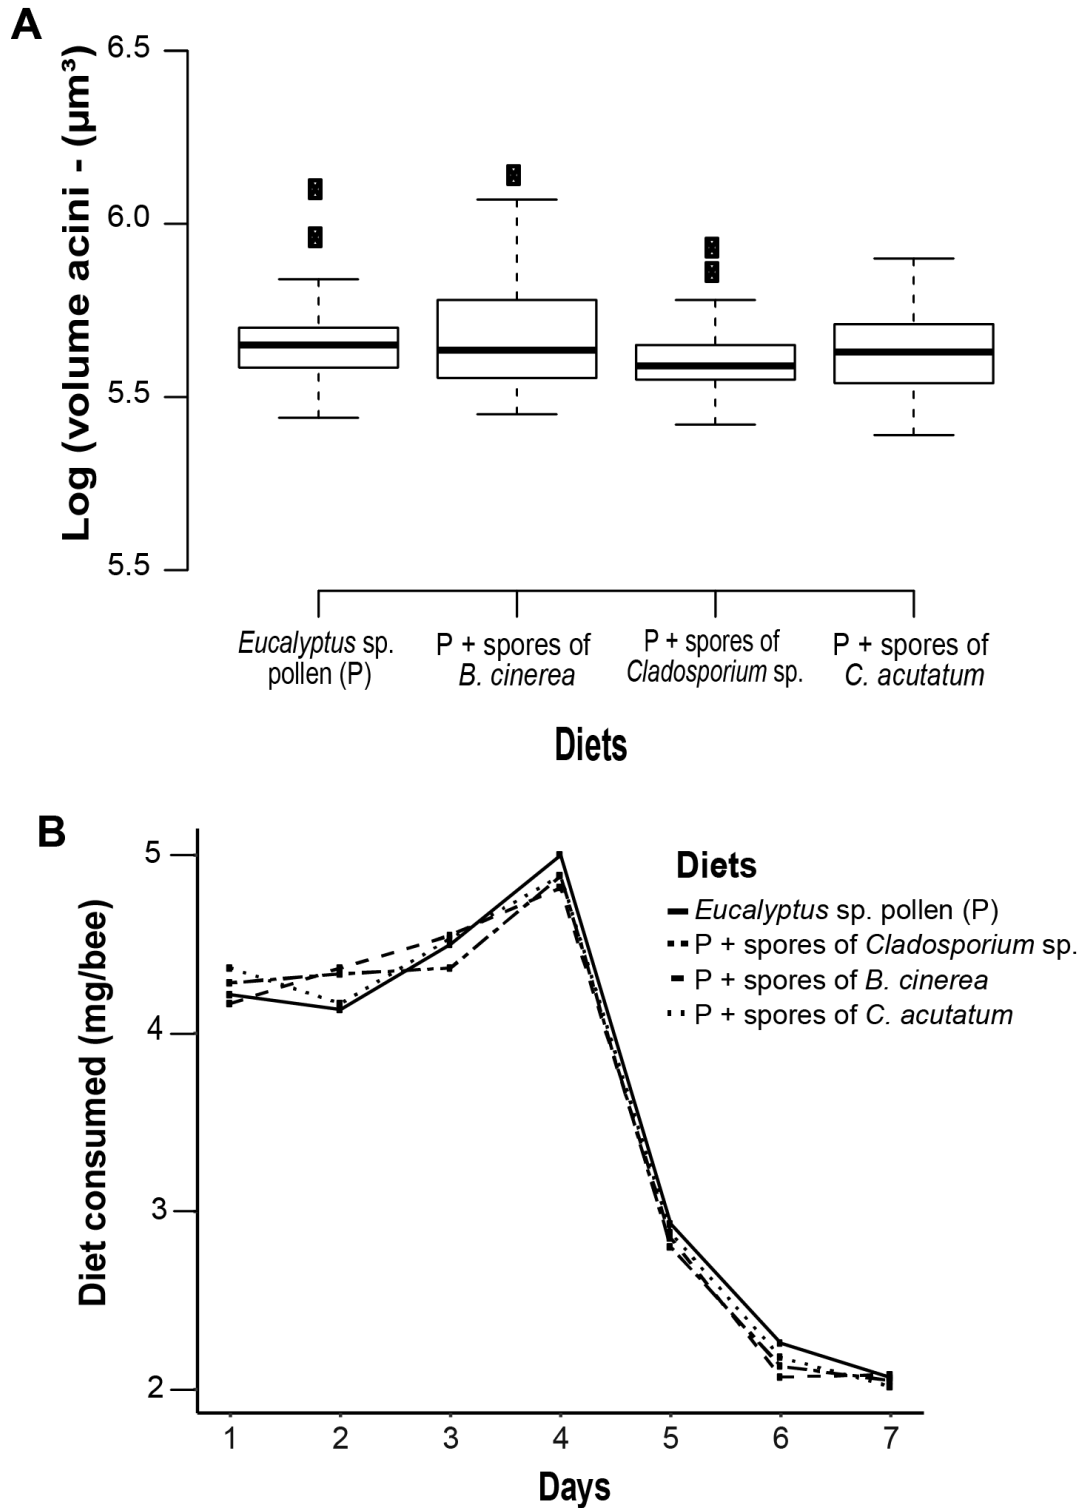 A
Log (volume acini - (µm³)
6.5
6.0
5.5
5.5
Eucalyptus sp.
pollen (P)
P + spores of
B. cinerea
P + spores of
Cladosporium sp.
P + spores of
C. acutatum
Diets
B
Diet consumed (mg/bee)
5
4
3
2
Diets
Eucalyptus sp. pollen (P)
P + spores of Cladosporium sp.
P + spores of B. cinerea
P + spores of C. acutatum
1 2 3 4 5 6 7
Days